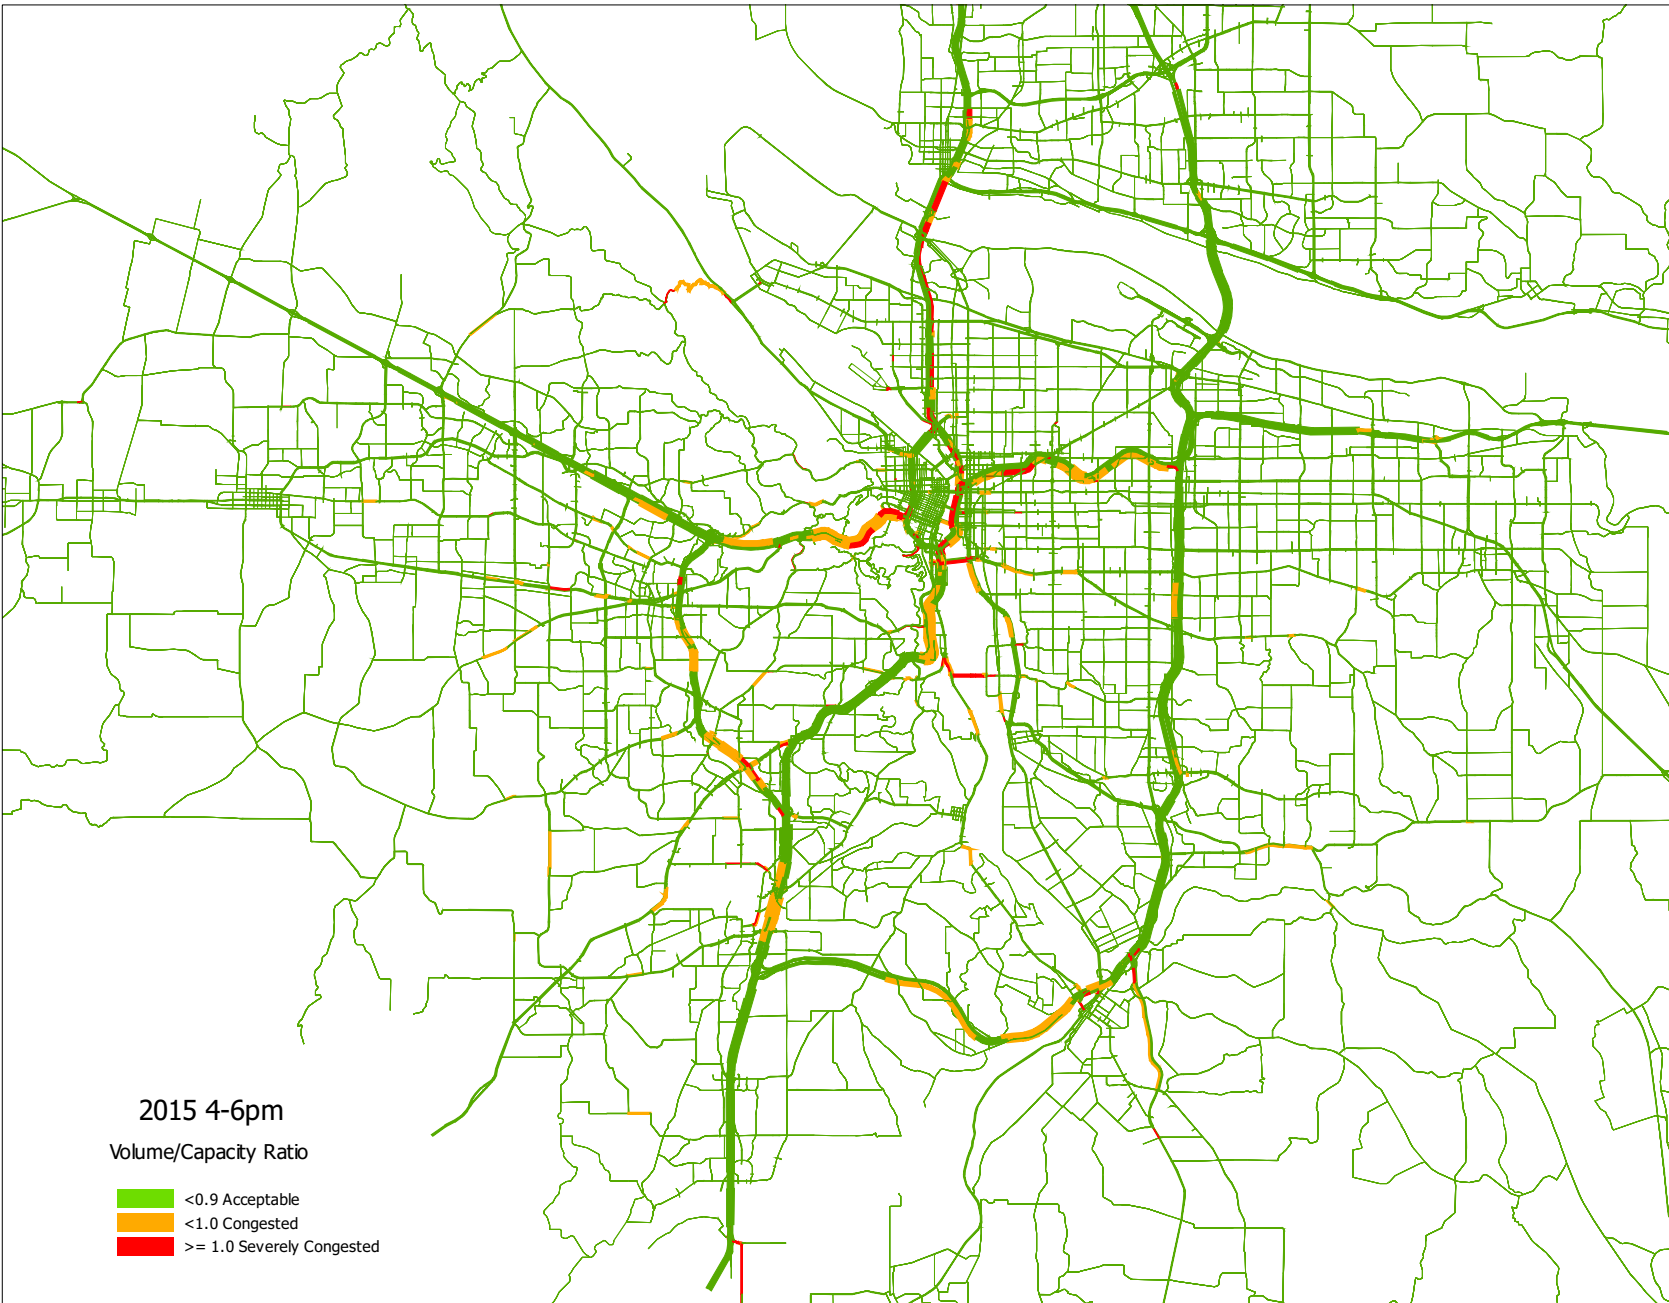 2015 4-6pm
Volume/Capacity Ratio
<0.9 Acceptable
<1.0 Congested
>= 1.0 Severely Congested